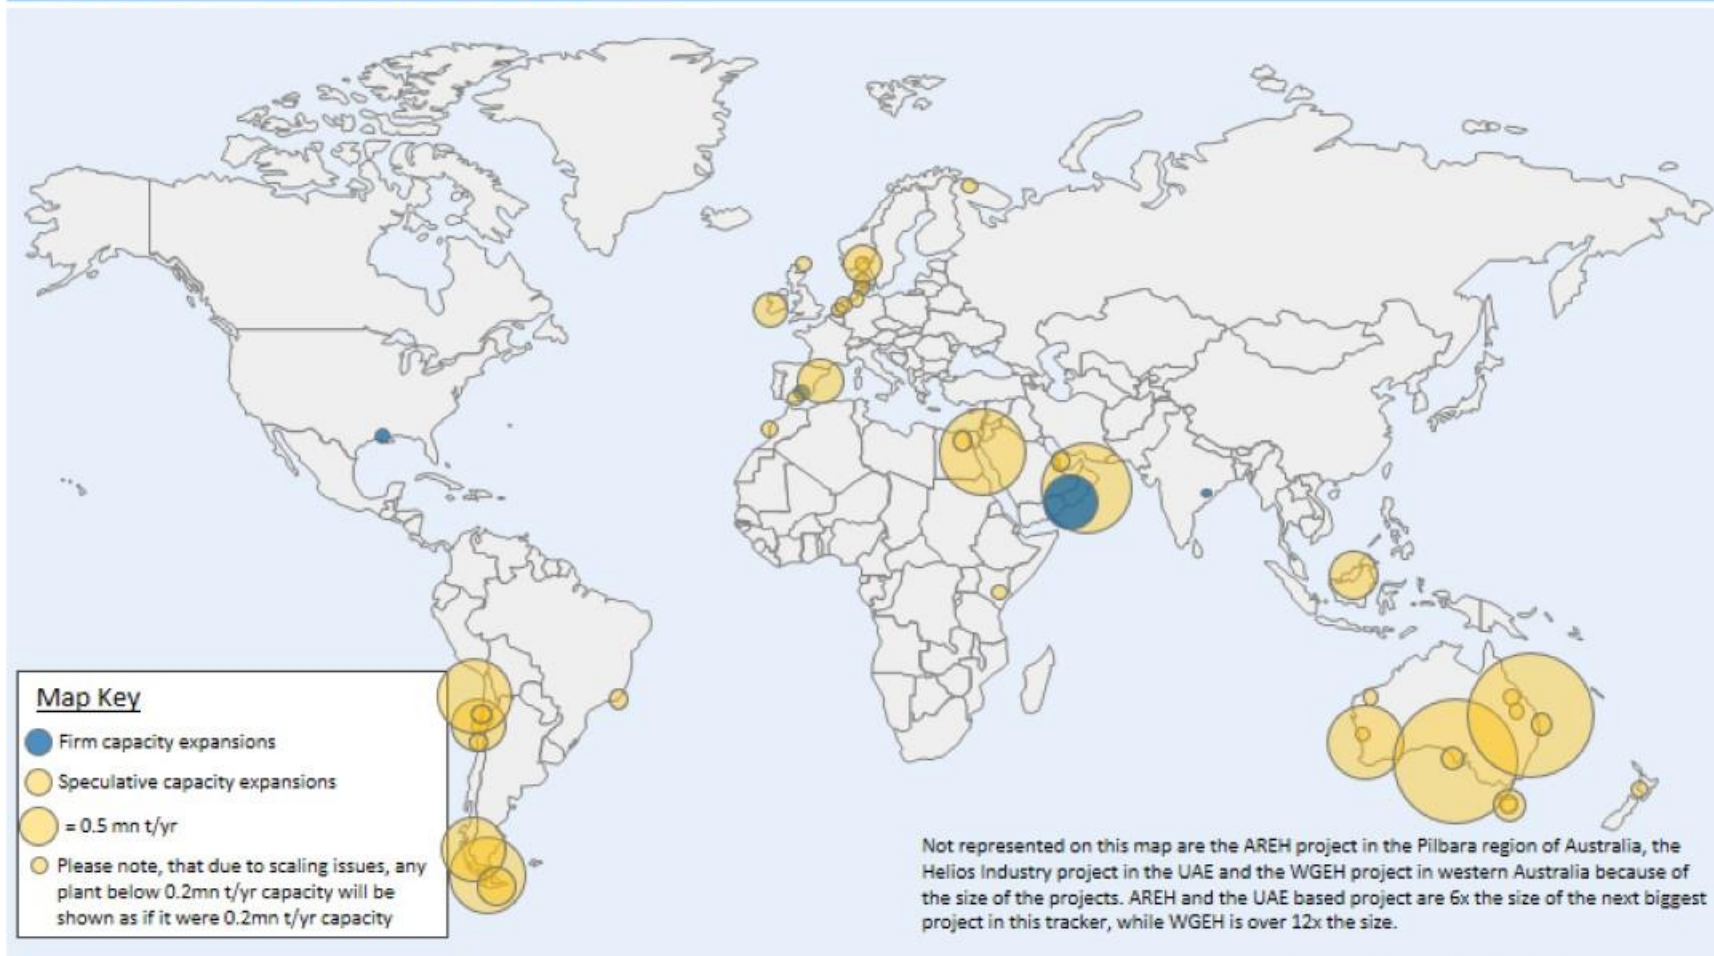 Map Key
Firm capacity expansions
Speculative capacity expansions
= 0.5 mn t/yr
Please note, that due to scaling issues, any
plant below 0.2mn t/yr capacity will be
shown as if it were 0.2mn t/yr capacity
Not represented on this map are the AREH project in the Pilbara region of Australia, the
Helios Industry project in the UAE and the WGEH project in western Australia because of
the size of the projects. AREH and the UAE based project are 6x the size of the next biggest
project in this tracker, while WGEH is over 12x the size.